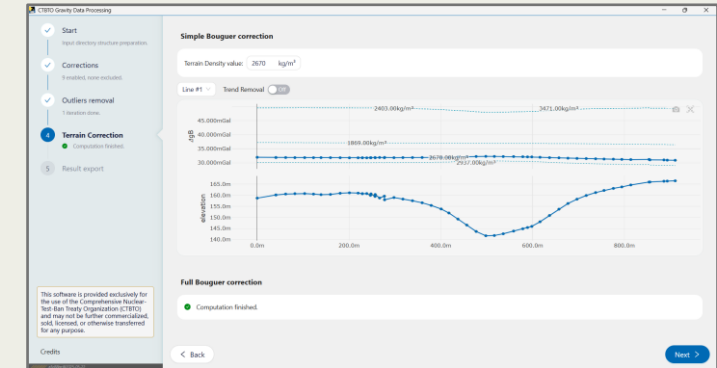 CTBTO Gravity Data Processing
Start
Input directory structure preparation.
Corrections
9 enabled, none excluded.
Outliers removal
1 iteration done.
4 Terrain Correction
Computation finished.
5 Result export
This software is provided exclusively for
the use of the Comprehensive Nuclear-
Test-Ban Treaty Organization (CTBTO)
and may not be further commercialized,
sold, licenced, or otherwise transferred
for any purpose.
Credits
Simple Bouguer correction
Terrain Density value: 2670 kg/m³
Line #1 Trend Removal Off
2403.00kg/m³ 3471.00kg/m³
45.000mGal
ΔgB
40.000mGal
1869.00kg/m³
35.000mGal
2670.00kg/m³
30.000mGal
2937.00kg/m³
165.0m
160.0m
elevation
155.0m
150.0m
145.0m
140.0m
0.0m 200.0m 400.0m 600.0m 800.0m
Full Bouguer correction
Computation finished.
< Back
Next >